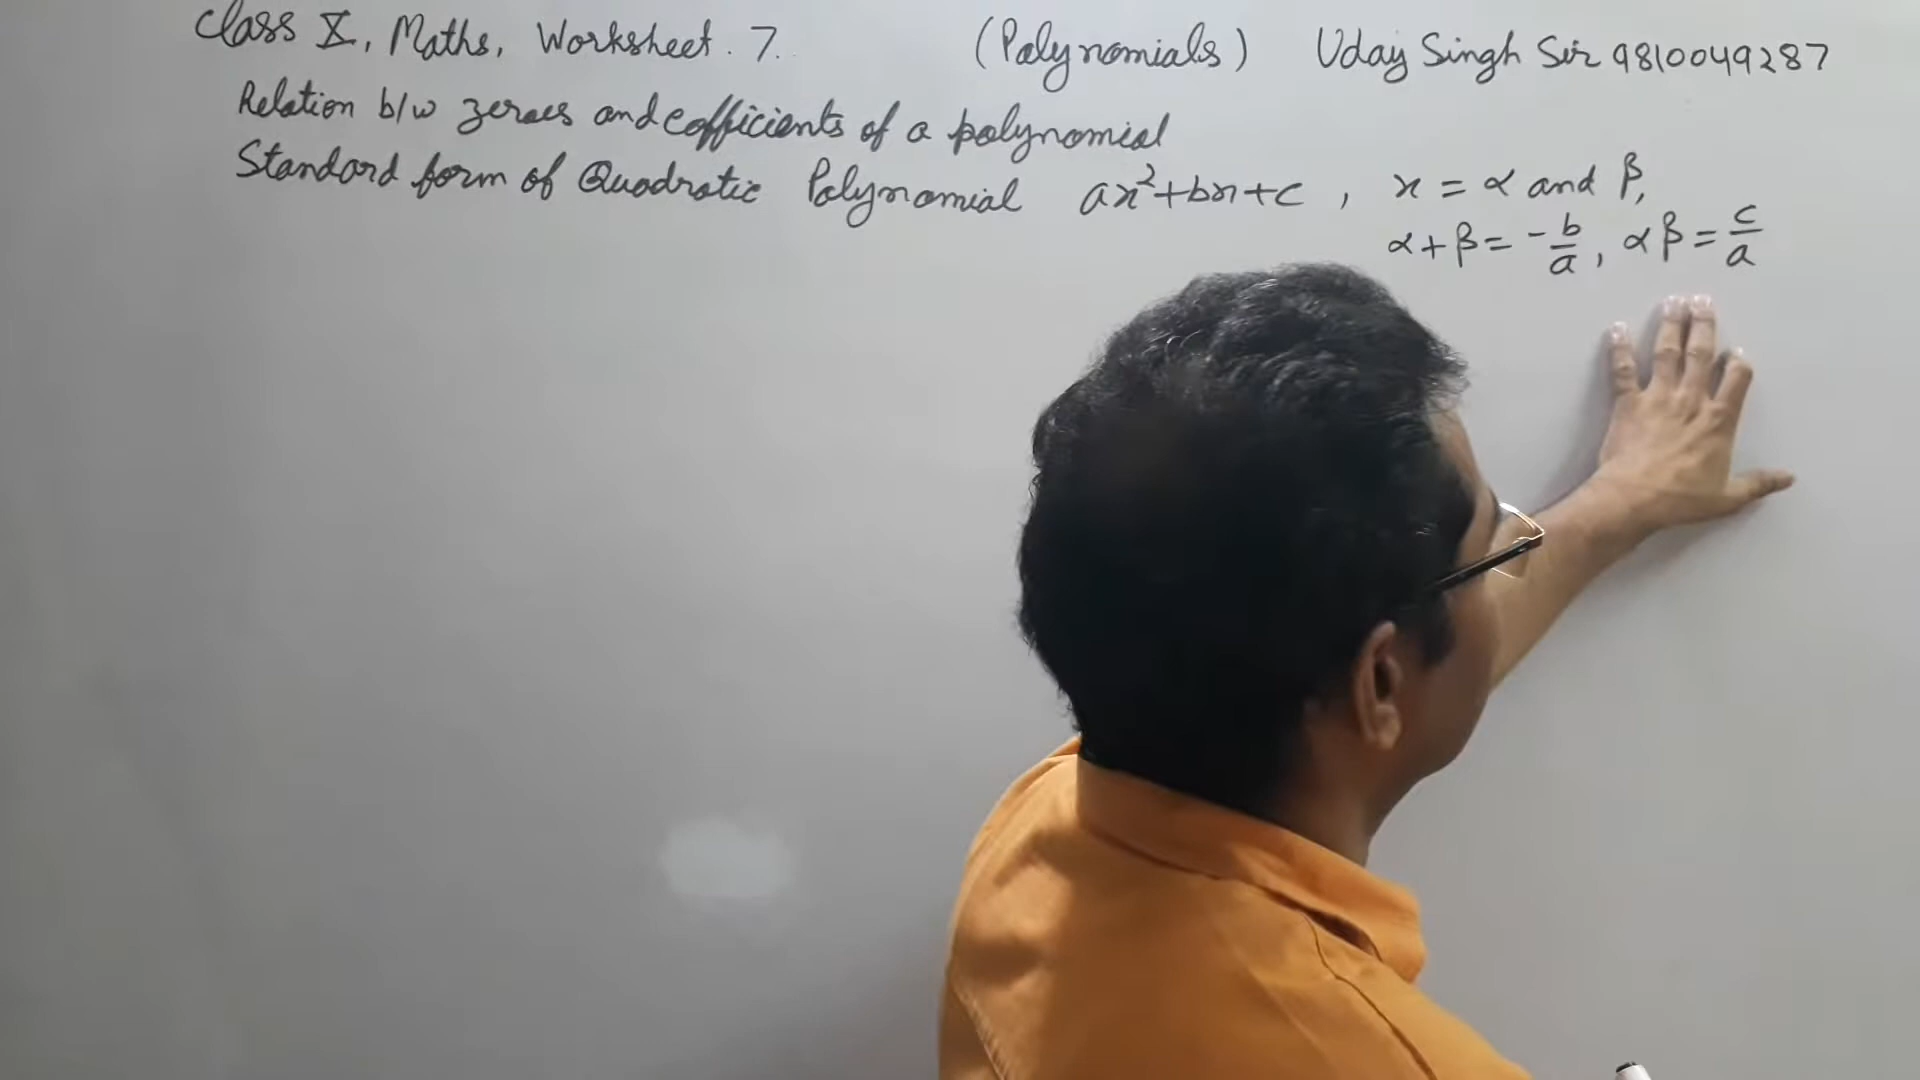 Class X, Maths, Worksheet. 7. (Polynomials) Uday Singh Sir 9810049287
Relation b/w zeroes and cofficients of a polynomial
Standard form of Quadratic Polynomial ax²+bx+c, x = α and β,
α+β = -b/a, αβ = c/a